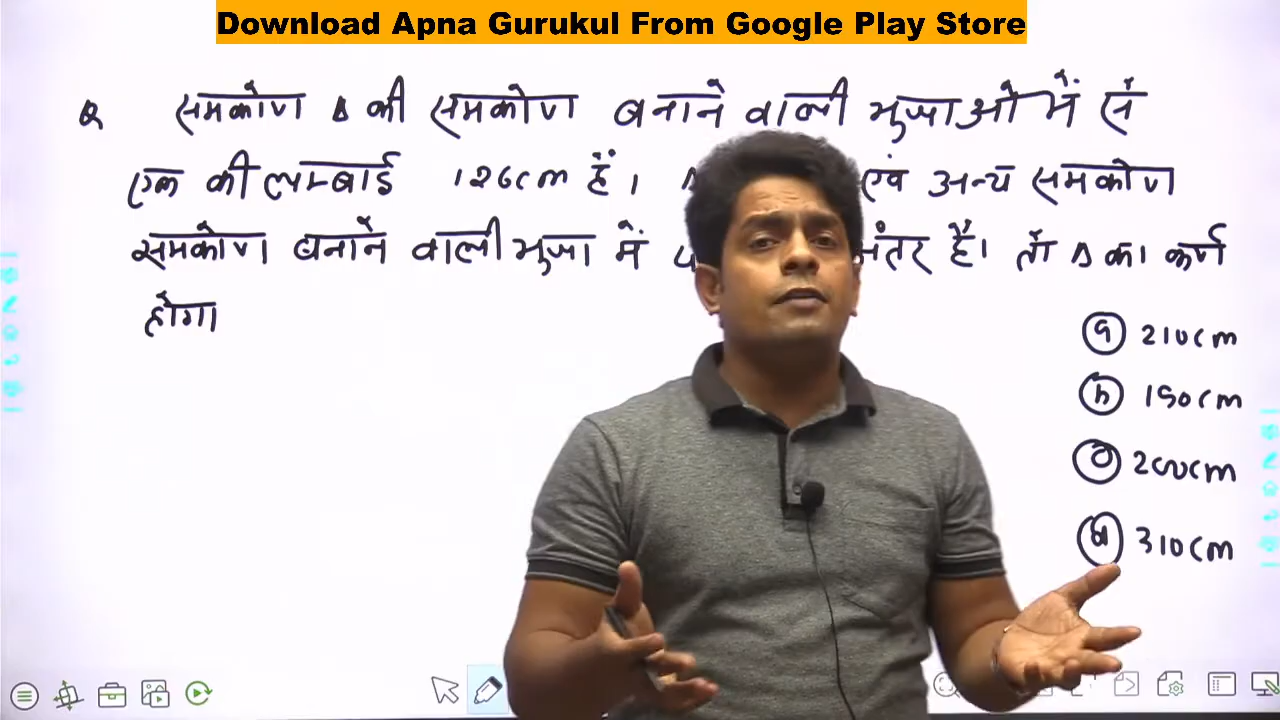 Download Apna Gurukul From Google Play Store
Q समकोण Δ की समकोण बनाने वाली भुजाओं में से
एक की लम्बाई 126cm हैं। एवं अन्य समकोण
समकोण बनाने वाली भुजा में अंतर हैं। तो Δ का कर्ण
होगा
(a) 210cm
(b) 150cm
(c) 200cm
(d) 310cm